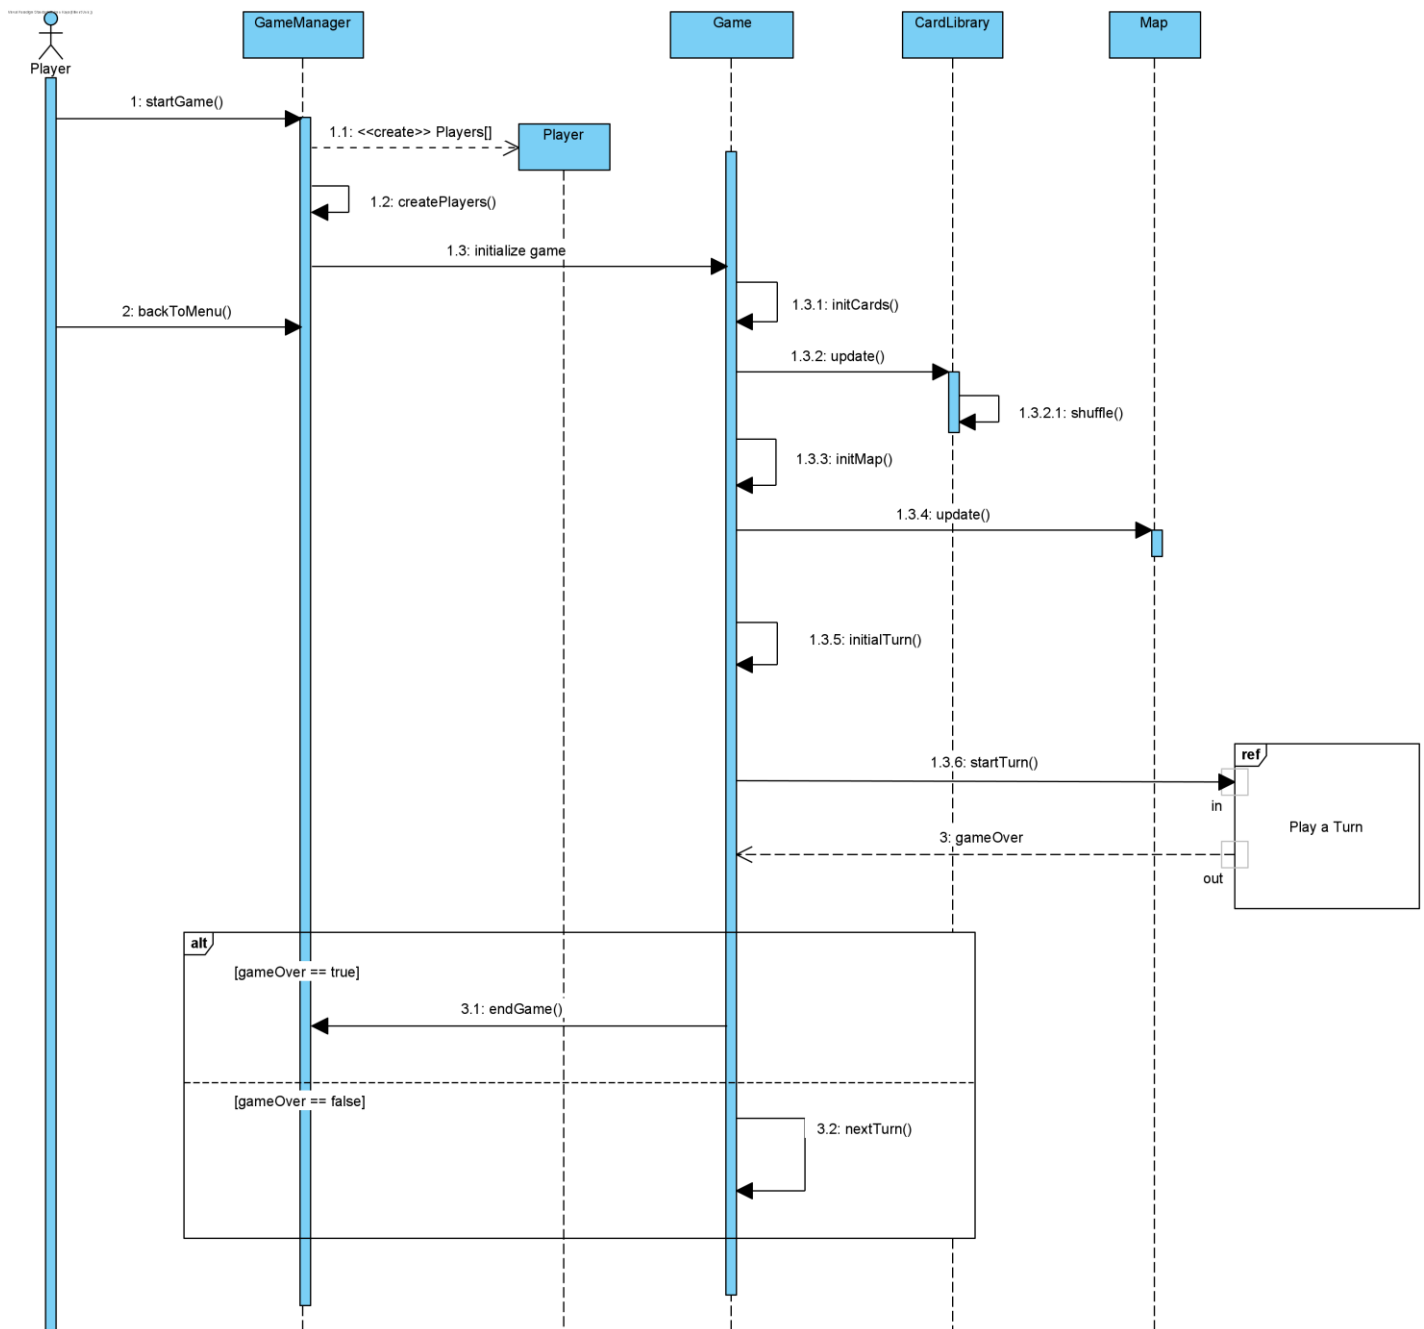 GameManager
Game
CardLibrary
Map
Player
1: startGame()
1.1: <<create>> Players[]
Player
1.2: createPlayers()
1.3: initialize game
1.3.1: initCards()
2: backToMenu()
1.3.2: update()
1.3.2.1: shuffle()
1.3.3: initMap()
1.3.4: update()
1.3.5: initialTurn()
ref
1.3.6: startTurn()
in
Play a Turn
3: gameOver
out
alt
[gameOver == true]
3.1: endGame()
[gameOver == false]
3.2: nextTurn()